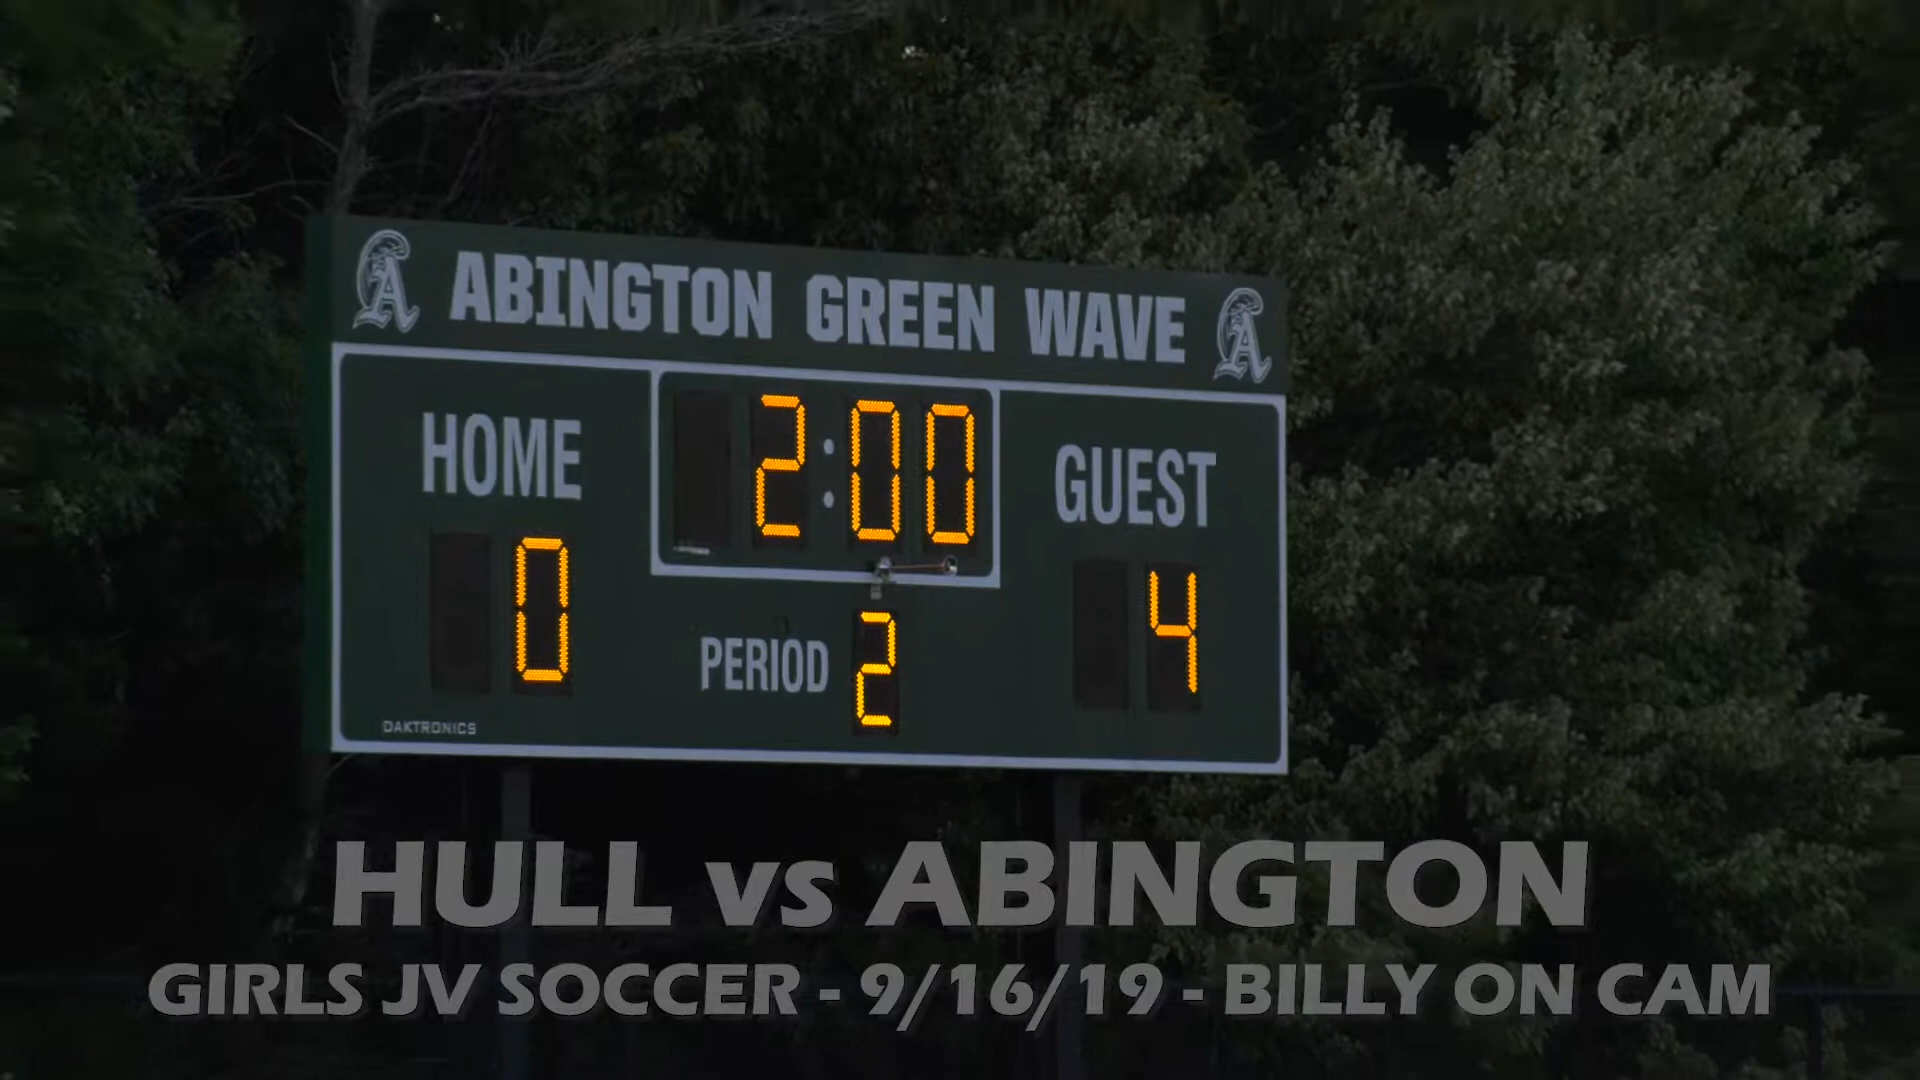 A ABINGTON GREEN WAVE A
HOME
2:00
GUEST
0
PERIOD 2
4
DAKTRONICS
HULL vs ABINGTON
GIRLS JV SOCCER - 9/16/19 - BILLY ON CAM